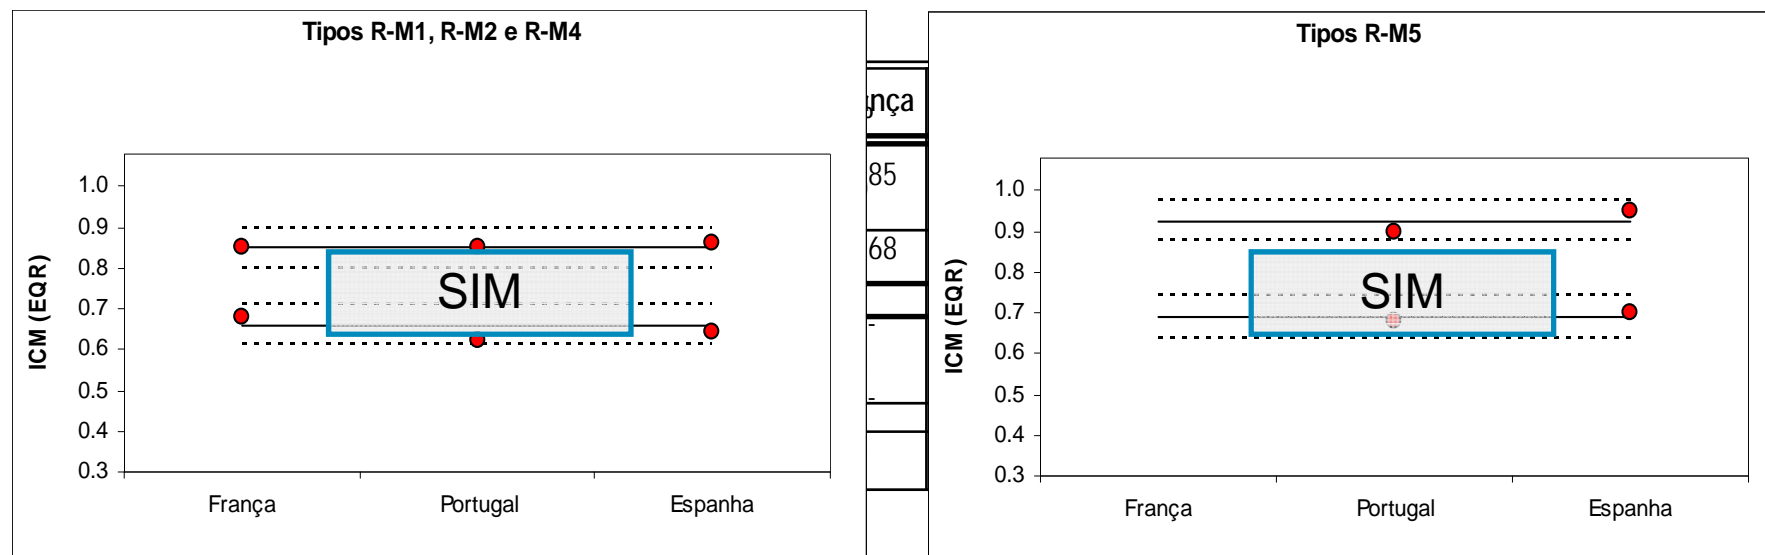 Tipos R-M1, R-M2 e R-M4
ICM (EQR)
1.0
0.9
0.8
0.7
0.6
0.5
0.4
0.3
SIM
França
Portugal
Espanha
nça
85
68
-
-
Tipos R-M5
ICM (EQR)
1.0
0.9
0.8
0.7
0.6
0.5
0.4
0.3
SIM
França
Portugal
Espanha